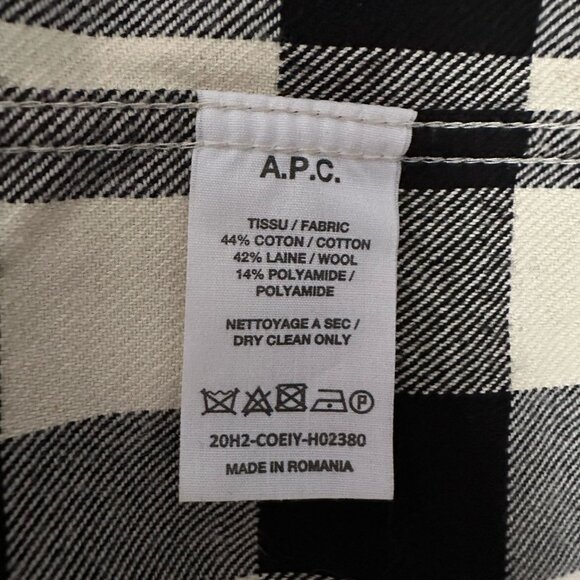 A.P.C.
TISSU / FABRIC
44% COTON / COTTON
42% LAINE / WOOL
14% POLYAMIDE /
POLYAMIDE
NETTOYAGE A SEC /
DRY CLEAN ONLY
P
20H2-COEIY-H02380
MADE IN ROMANIA